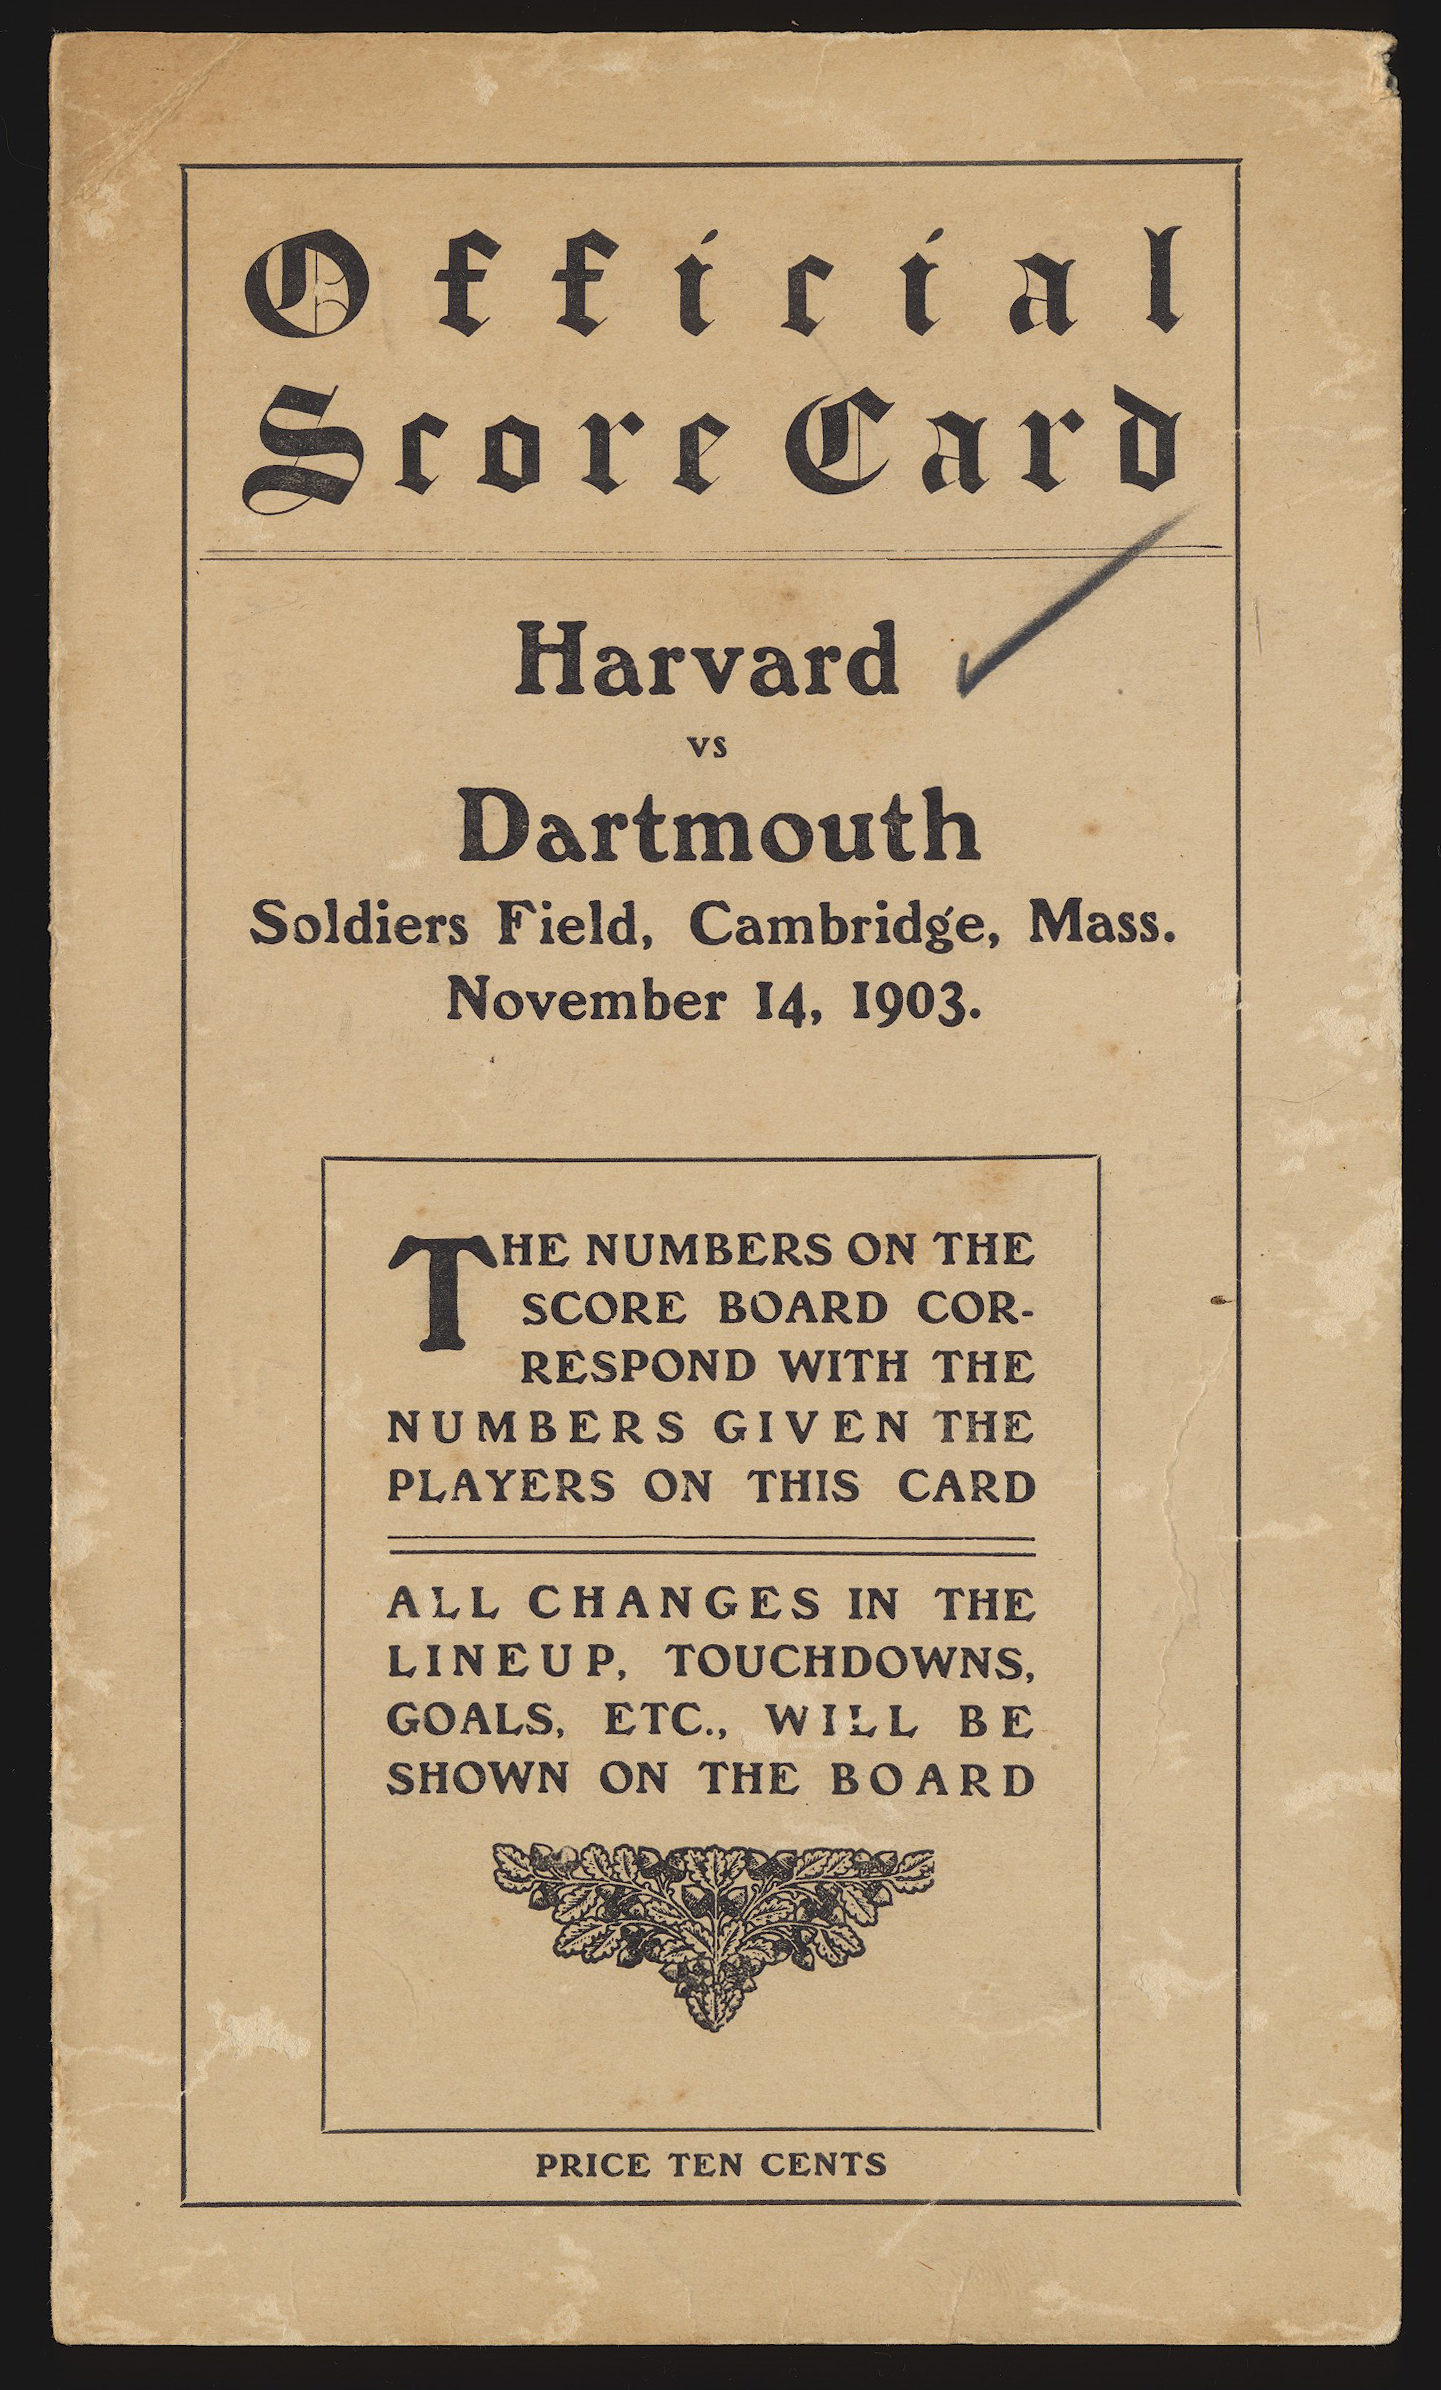 Official
Score Card
Harvard
vs
Dartmouth
Soldiers Field, Cambridge, Mass.
November 14, 1903.
THE NUMBERS ON THE
SCORE BOARD COR-
RESPOND WITH THE
NUMBERS GIVEN THE
PLAYERS ON THIS CARD
ALL CHANGES IN THE
LINEUP, TOUCHDOWNS,
GOALS, ETC., WILL BE
SHOWN ON THE BOARD
PRICE TEN CENTS